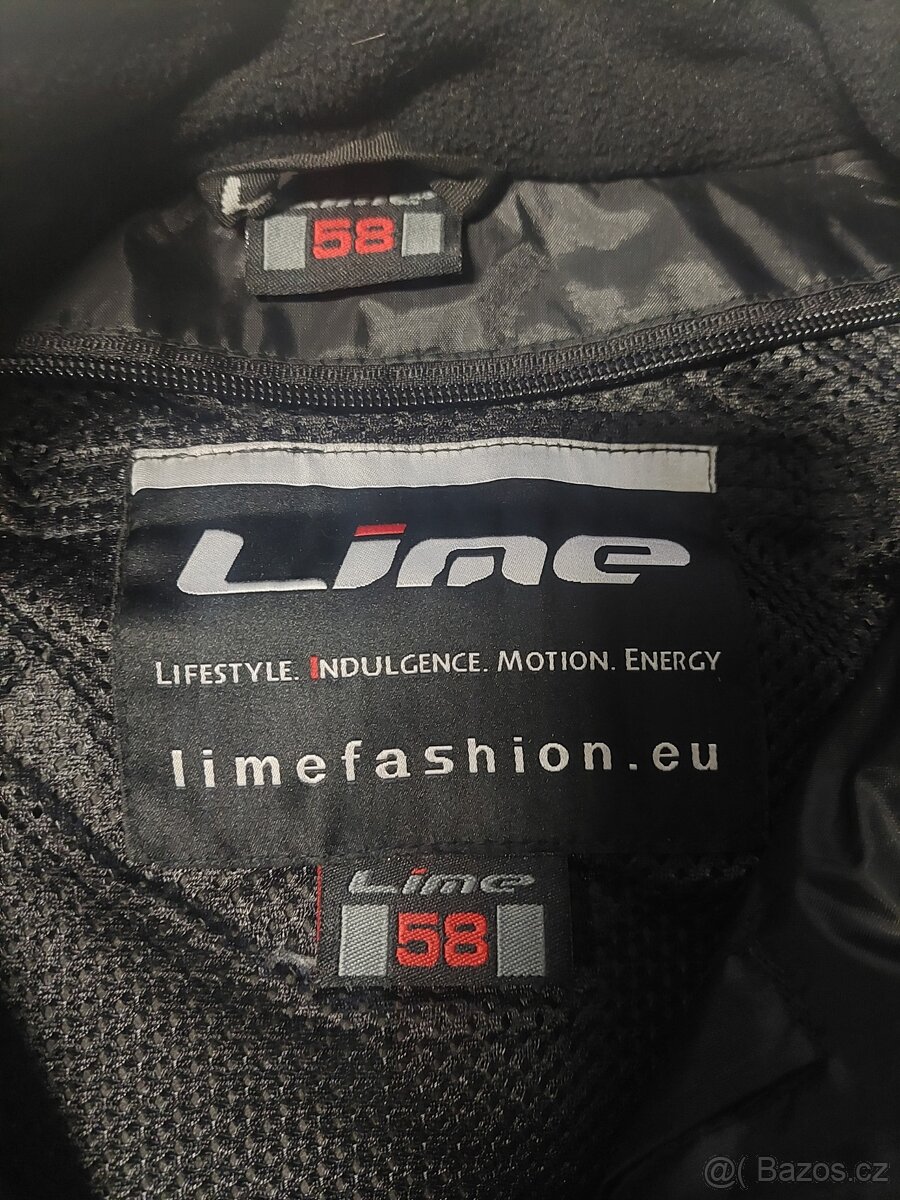 58
Lime
LIFESTYLE. INDULGENCE. MOTION. ENERGY
limefashion.eu
Lime
58
@( Bazos.cz